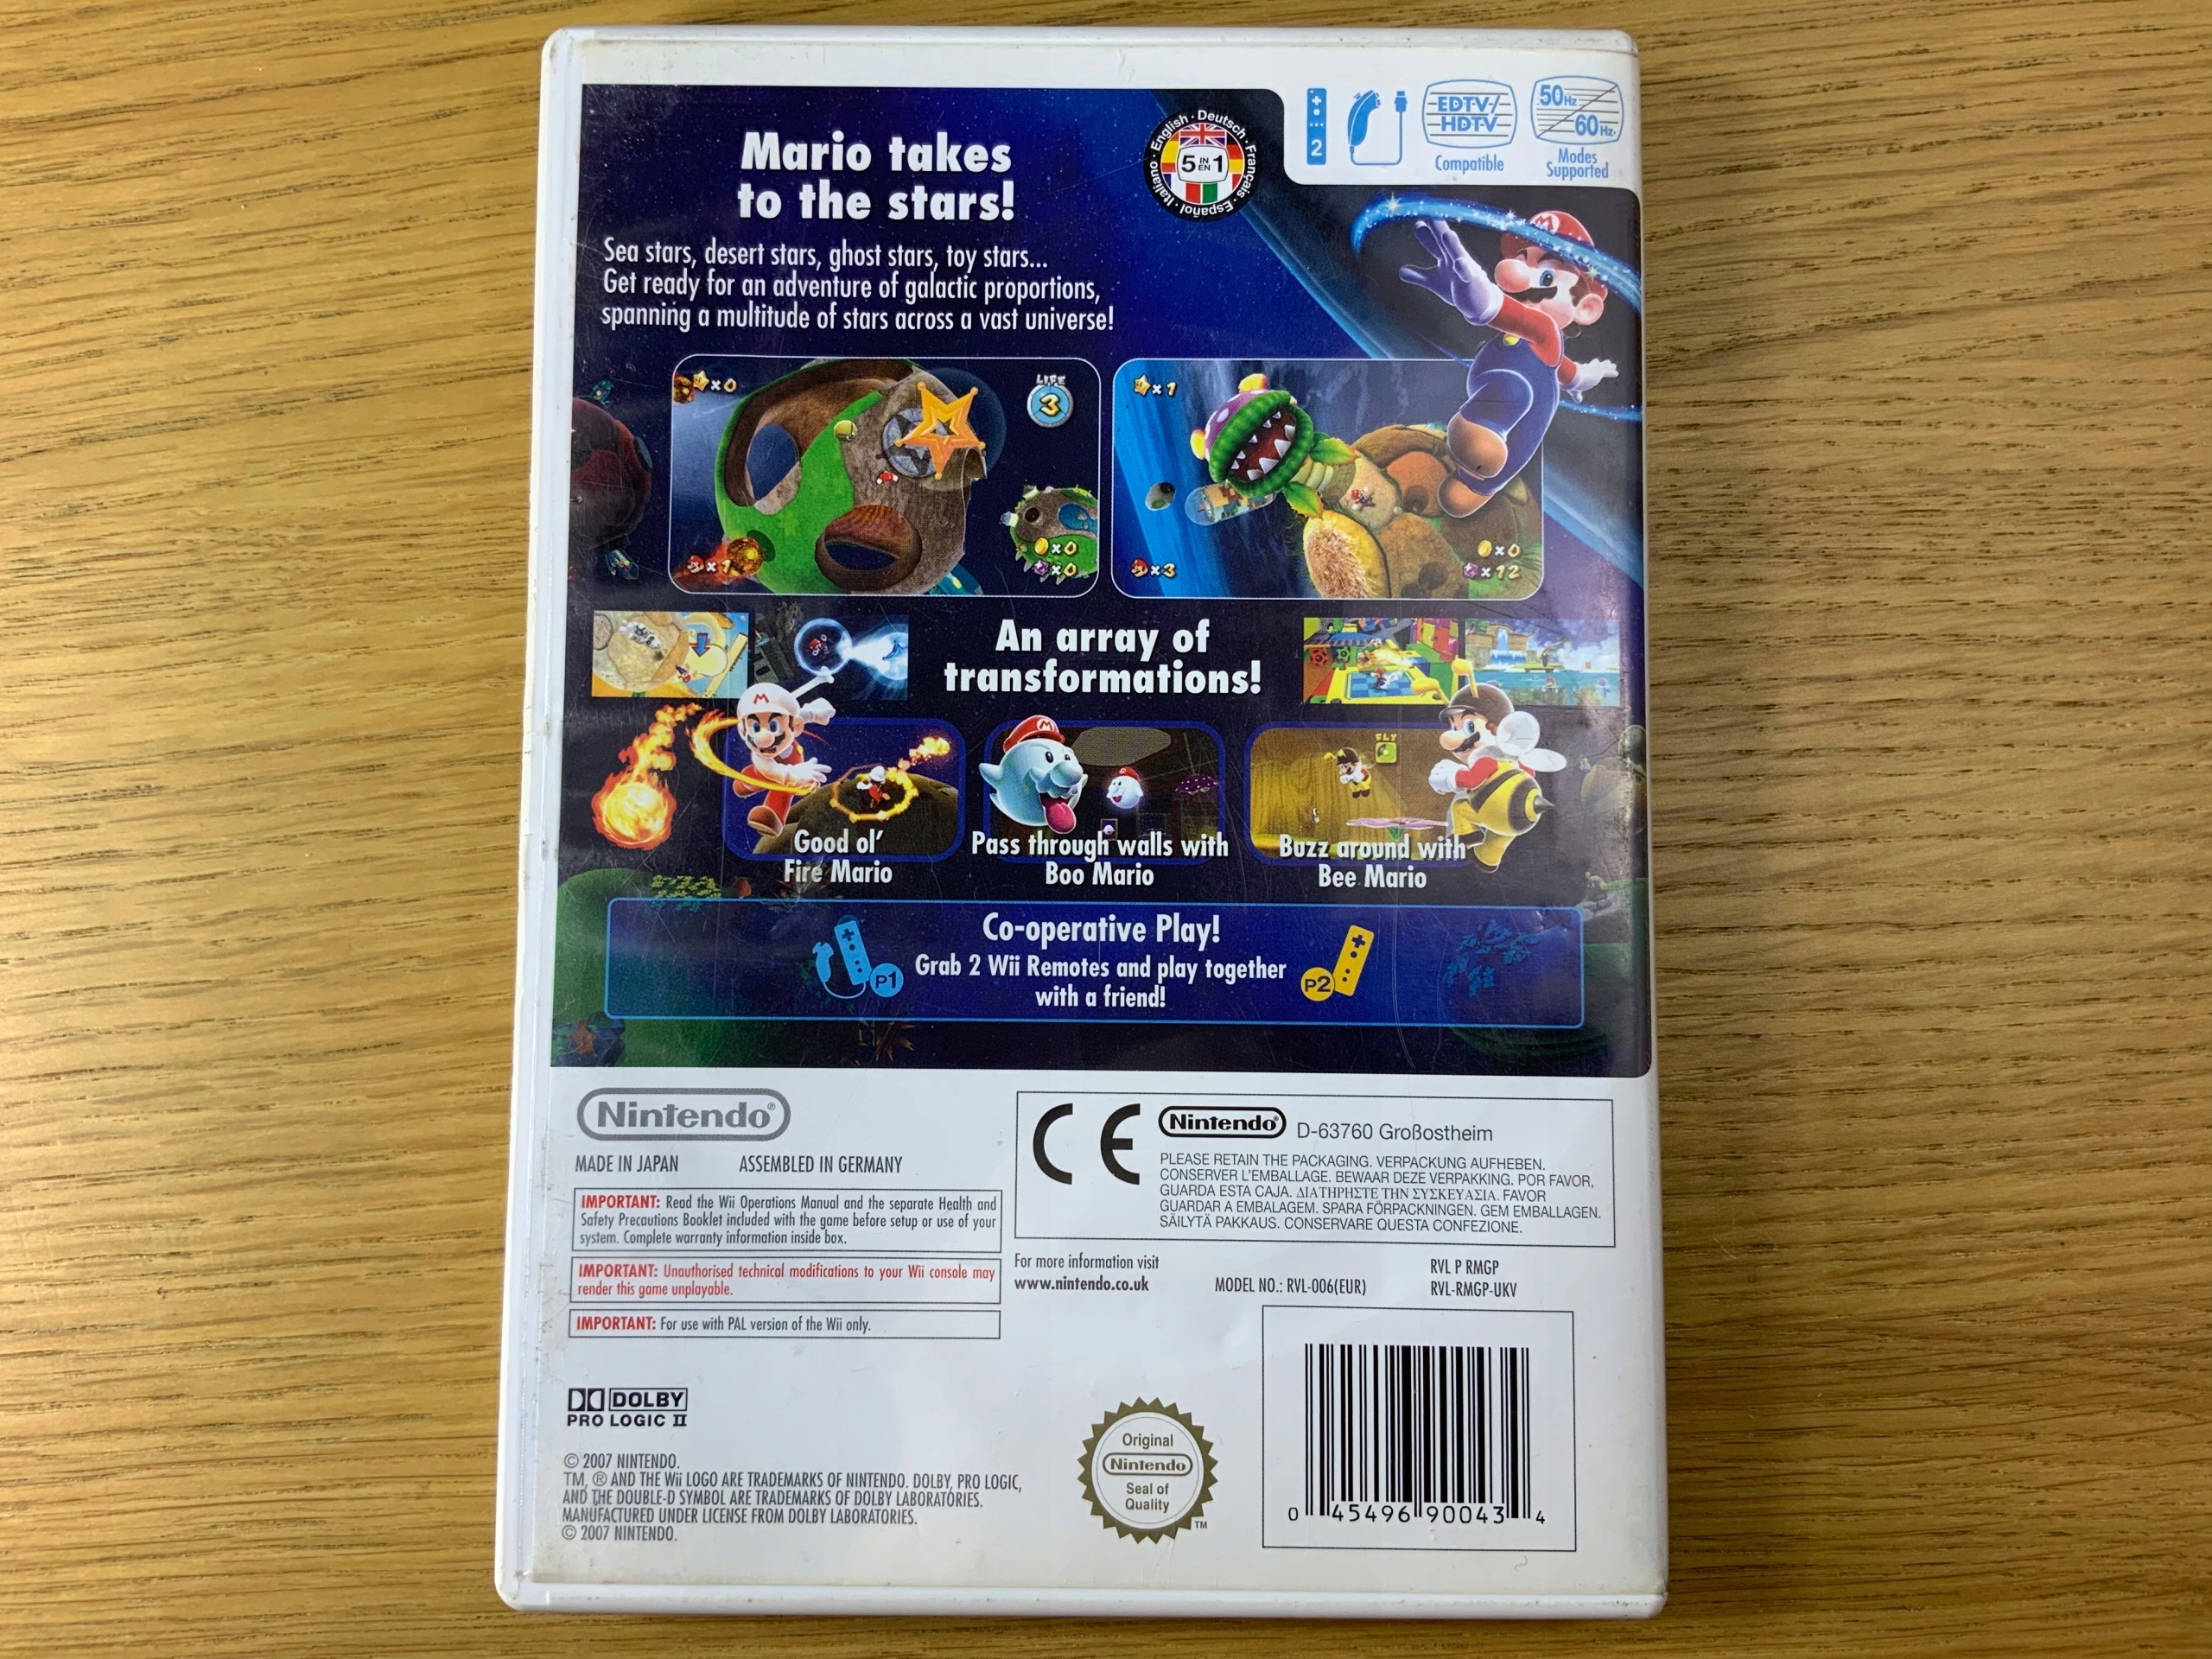 Mario takes
to the stars!
English · Deutsch · Français · Español · Italiano
5 IN EN 1
2
EDTV/
HDTV
Compatible
50Hz
60Hz
Modes
Supported
Sea stars, desert stars, ghost stars, toy stars...
Get ready for an adventure of galactic proportions,
spanning a multitude of stars across a vast universe!
M
x0
LIFE
3
x1
x0
x0
x1
x3
x0
x12
An array of
transformations!
M
M
FLY
Good ol'
Fire Mario
Pass through walls with
Boo Mario
Buzz around with
Bee Mario
Co-operative Play!
P1
Grab 2 Wii Remotes and play together
with a friend!
P2
Nintendo®
MADE IN JAPAN ASSEMBLED IN GERMANY
IMPORTANT: Read the Wii Operations Manual and the separate Health and
Safety Precautions Booklet included with the game before setup or use of your
system. Complete warranty information inside box.
IMPORTANT: Unauthorised technical modifications to your Wii console may
render this game unplayable.
IMPORTANT: For use with PAL version of the Wii only.
CE
Nintendo® D-63760 Großostheim
PLEASE RETAIN THE PACKAGING. VERPACKUNG AUFHEBEN.
CONSERVER L'EMBALLAGE. BEWAAR DEZE VERPAKKING. POR FAVOR,
GUARDA ESTA CAJA. ΔΙΑΤΗΡΗΣΤΕ ΤΗΝ ΣΥΣΚΕΥΑΣΙΑ. FAVOR
GUARDAR A EMBALAGEM. SPARA FÖRPACKNINGEN. GEM EMBALLAGEN.
SÄILYTÄ PAKKAUS. CONSERVARE QUESTA CONFEZIONE.
For more information visit
www.nintendo.co.uk
MODEL NO.: RVL-006(EUR)
RVL P RMGP
RVL-RMGP-UKV
DOLBY
PRO LOGIC II
© 2007 NINTENDO.
TM, ® AND THE Wii LOGO ARE TRADEMARKS OF NINTENDO. DOLBY, PRO LOGIC,
AND THE DOUBLE-D SYMBOL ARE TRADEMARKS OF DOLBY LABORATORIES.
MANUFACTURED UNDER LICENSE FROM DOLBY LABORATORIES.
© 2007 NINTENDO.
Original
Nintendo
Seal of
Quality
TM
0 45496 90043 4